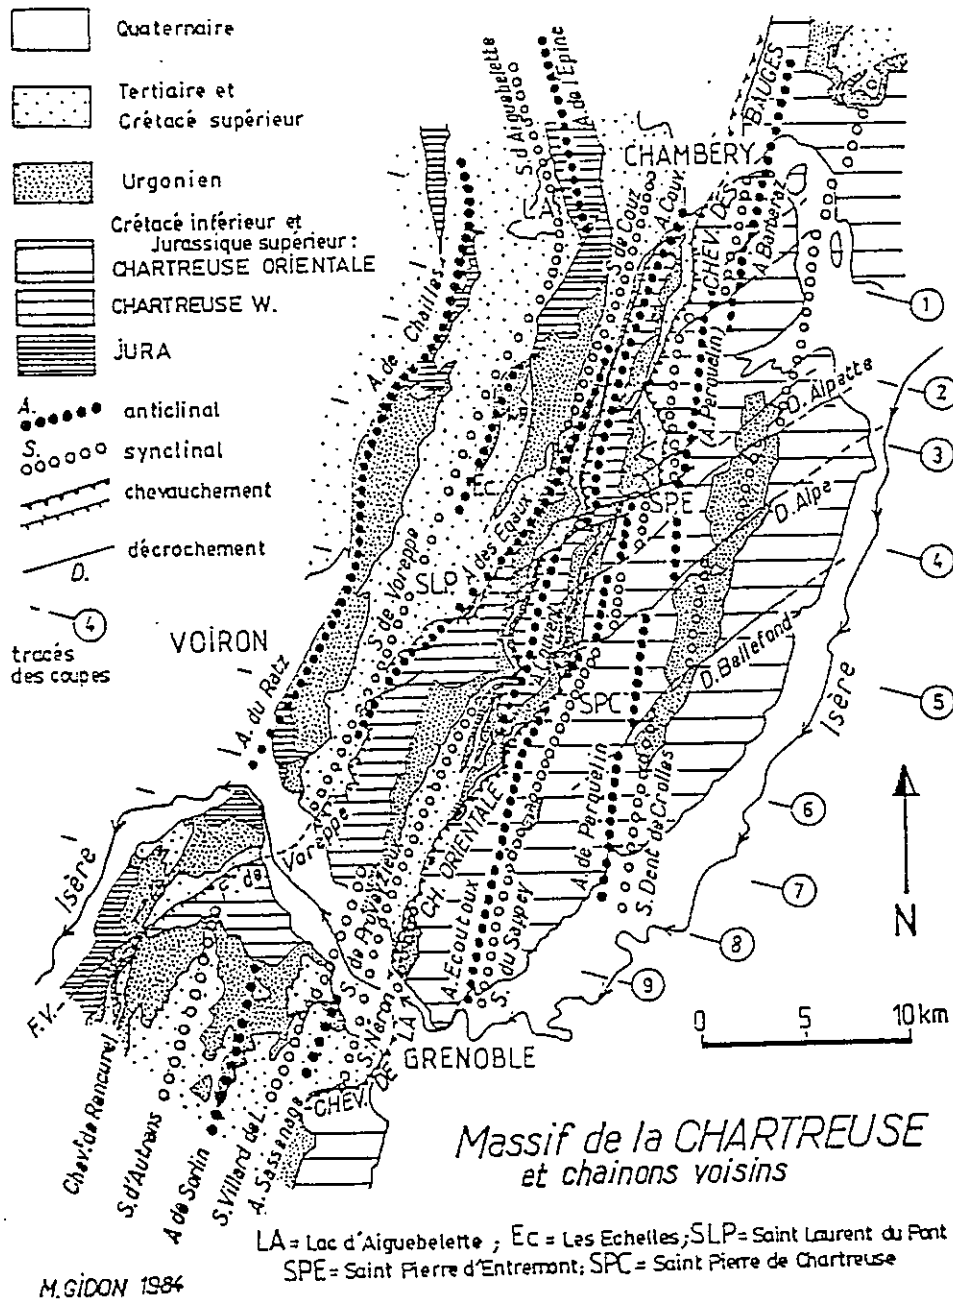 Quaternaire
Tertiaire et
Crétacé supérieur
Urgonien
Crétacé inférieur et
Jurassique supérieur :
CHARTREUSE ORIENTALE
CHARTREUSE W.
JURA
A.
anticlinal
S.
synclinal
chevauchement
D.
décrochement
4
tracés
des coupes
S. d'Aiguebelette
A. de l'Epine
BAUGES
CHAMBERY
LA
S. de Couz
A. Couv.
CHEV. DES
A. Barberaz
A. de Chailles
(A. Perquelin)
1
2
3
4
5
6
7
8
9
D. Alpette
D. Alpe
D. Bellefond
EC
SPE
SLP
A. des Egaux
S. de Voreppe
VOIRON
A. du Ratz
SPC
Isère
Isère
Voreppe
F. de
S. de Proveyzieux
CH. ORIENTALE
A. Ecoutoux
S. du Sappey
A. de Perquelin
S. Dent de Crolles
N
F.V.
S. Neron
GRENOBLE
CHEV. DE LA
0 5 10 km
Chev.t de Rencurel
S. d'Autrans
A de Sorlin
S. Villard de L.
A. Sassenage
Massif de la CHARTREUSE
et chainons voisins
LA = Lac d'Aiguebelette ; Ec = Les Echelles ; SLP = Saint Laurent du Pont
SPE = Saint Pierre d'Entremont ; SPC = Saint Pierre de Chartreuse
M. GIDON 1984